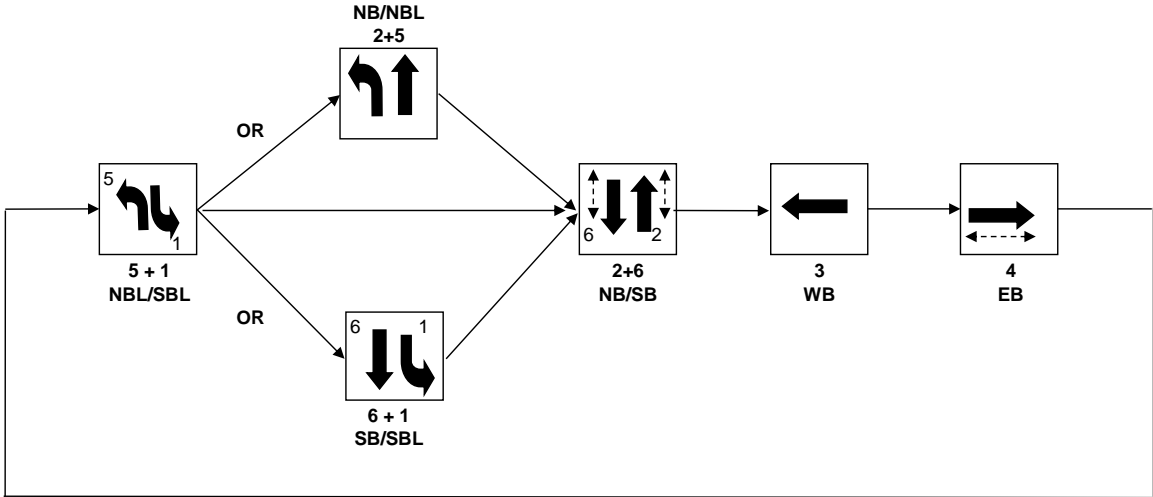 NB/NBL
2+5
OR
5
1
5 + 1
NBL/SBL
6
2
2+6
NB/SB
3
WB
4
EB
OR
6
1
6 + 1
SB/SBL